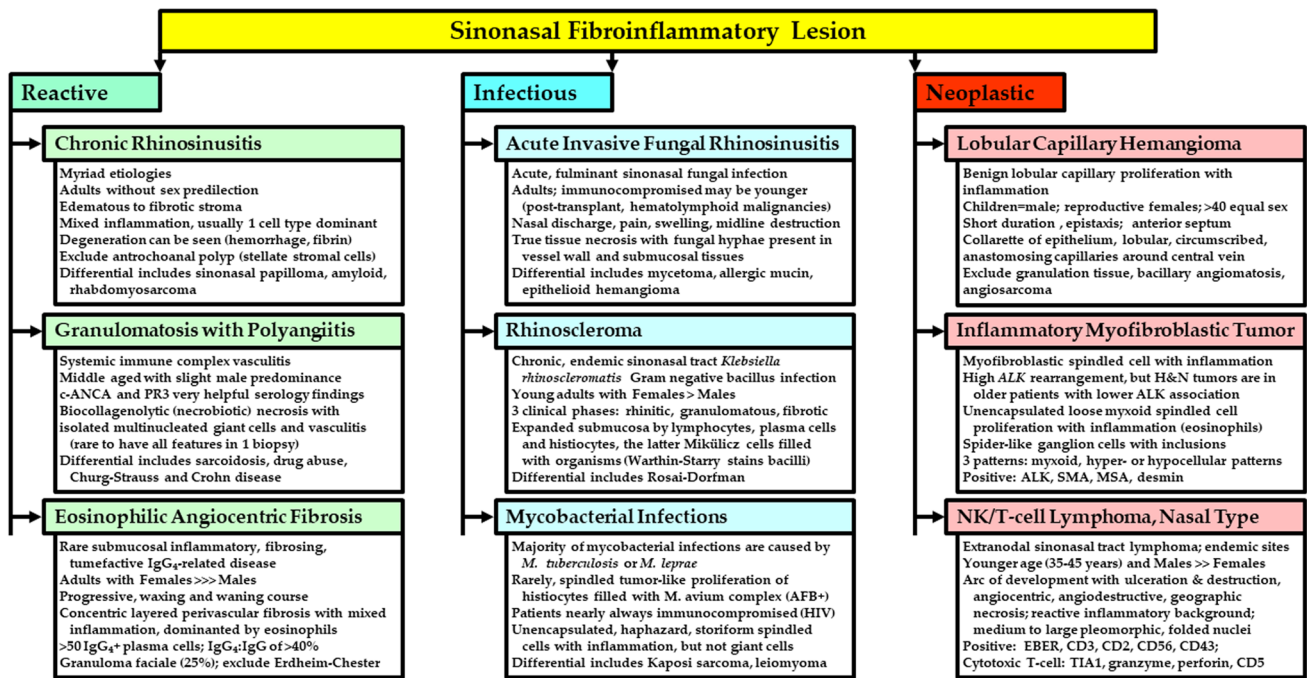 Sinonasal Fibroinflammatory Lesion
Reactive
Chronic Rhinosinusitis
Myriad etiologies
Adults without sex predilection
Edematous to fibrotic stroma
Mixed inflammation, usually 1 cell type dominant
Degeneration can be seen (hemorrhage, fibrin)
Exclude antrochoanal polyp (stellate stromal cells)
Differential includes sinonasal papilloma, amyloid,
rhabdomyosarcoma
Granulomatosis with Polyangiitis
Systemic immune complex vasculitis
Middle aged with slight male predominance
c-ANCA and PR3 very helpful serology findings
Biocollagenolytic (necrobiotic) necrosis with
isolated multinucleated giant cells and vasculitis
(rare to have all features in 1 biopsy)
Differential includes sarcoidosis, drug abuse,
Churg-Strauss and Crohn disease
Eosinophilic Angiocentric Fibrosis
Rare submucosal inflammatory, fibrosing,
tumefactive IgG4-related disease
Adults with Females >>> Males
Progressive, waxing and waning course
Concentric layered perivascular fibrosis with mixed
inflammation, dominated by eosinophils
>50 IgG4+ plasma cells; IgG4:IgG of >40%
Granuloma faciale (25%); exclude Erdheim-Chester
Infectious
Acute Invasive Fungal Rhinosinusitis
Acute, fulminant sinonasal fungal infection
Adults; immunocompromised may be younger
(post-transplant, hematolymphoid malignancies)
Nasal discharge, pain, swelling, midline destruction
True tissue necrosis with fungal hyphae present in
vessel wall and submucosal tissues
Differential includes mycetoma, allergic mucin,
epithelioid hemangioma
Rhinoscleroma
Chronic, endemic sinonasal tract Klebsiella
rhinoscleromatis Gram negative bacillus infection
Young adults with Females > Males
3 clinical phases: rhinitic, granulomatous, fibrotic
Expanded submucosa by lymphocytes, plasma cells
and histiocytes, the latter Mikülicz cells filled
with organisms (Warthin-Starry stains bacilli)
Differential includes Rosai-Dorfman
Mycobacterial Infections
Majority of mycobacterial infections are caused by
M. tuberculosis or M. leprae
Rarely, spindled tumor-like proliferation of
histiocytes filled with M. avium complex (AFB+)
Patients nearly always immunocompromised (HIV)
Unencapsulated, haphazard, storiform spindled
cells with inflammation, but not giant cells
Differential includes Kaposi sarcoma, leiomyoma
Neoplastic
Lobular Capillary Hemangioma
Benign lobular capillary proliferation with
inflammation
Children=male; reproductive females; >40 equal sex
Short duration , epistaxis; anterior septum
Collarette of epithelium, lobular, circumscribed,
anastomosing capillaries around central vein
Exclude granulation tissue, bacillary angiomatosis,
angiosarcoma
Inflammatory Myofibroblastic Tumor
Myofibroblastic spindled cell with inflammation
High ALK rearrangement, but H&N tumors are in
older patients with lower ALK association
Unencapsulated loose myxoid spindled cell
proliferation with inflammation (eosinophils)
Spider-like ganglion cells with inclusions
3 patterns: myxoid, hyper- or hypocellular patterns
Positive: ALK, SMA, MSA, desmin
NK/T-cell Lymphoma, Nasal Type
Extranodal sinonasal tract lymphoma; endemic sites
Younger age (35-45 years) and Males >> Females
Arc of development with ulceration & destruction,
angiocentric, angiodestructive, geographic
necrosis; reactive inflammatory background;
medium to large pleomorphic, folded nuclei
Positive: EBER, CD3, CD2, CD56, CD43;
Cytotoxic T-cell: TIA1, granzyme, perforin, CD5